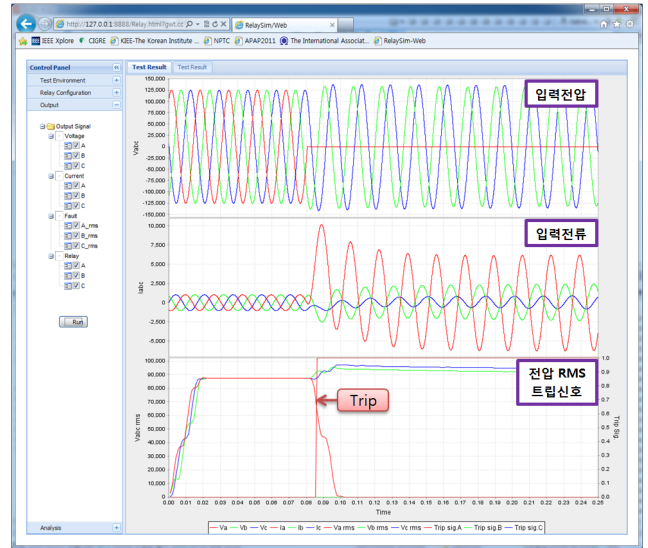 http://127.0.0.1:8888/Relay.html?gwt.cc
RelaySim/Web
IEEE Xplore CIGRE KIEE-The Korean Institute ... NPTC APAP2011 The International Associat... RelaySim-Web
Control Panel
Test Environment
Relay Configuration
Output
Output Signal
Voltage
A
B
C
Current
A
B
C
Fault
A_rms
B_rms
C_rms
Relay
A
B
C
Run
Analysis
Test Result Test Result
입력전압
150,000
125,000
100,000
75,000
50,000
25,000
0
-25,000
-50,000
-75,000
-100,000
-125,000
-150,000
Vabc
입력전류
10,000
7,500
5,000
2,500
0
-2,500
-5,000
Iabc
전압 RMS
트립신호
Trip
100,000
90,000
80,000
70,000
60,000
50,000
40,000
30,000
20,000
10,000
0
Vabc rms
1.0
0.9
0.8
0.7
0.6
0.5
0.4
0.3
0.2
0.1
0.0
Trip Sig.
0.00 0.01 0.02 0.03 0.04 0.05 0.06 0.07 0.08 0.09 0.10 0.11 0.12 0.13 0.14 0.15 0.16 0.17 0.18 0.19 0.20 0.21 0.22 0.23 0.24 0.25
Time
Va Vb Vc Ia Ib Ic Va rms Vb rms Vc rms Trip sig.A Trip sig.B Trip sig.C